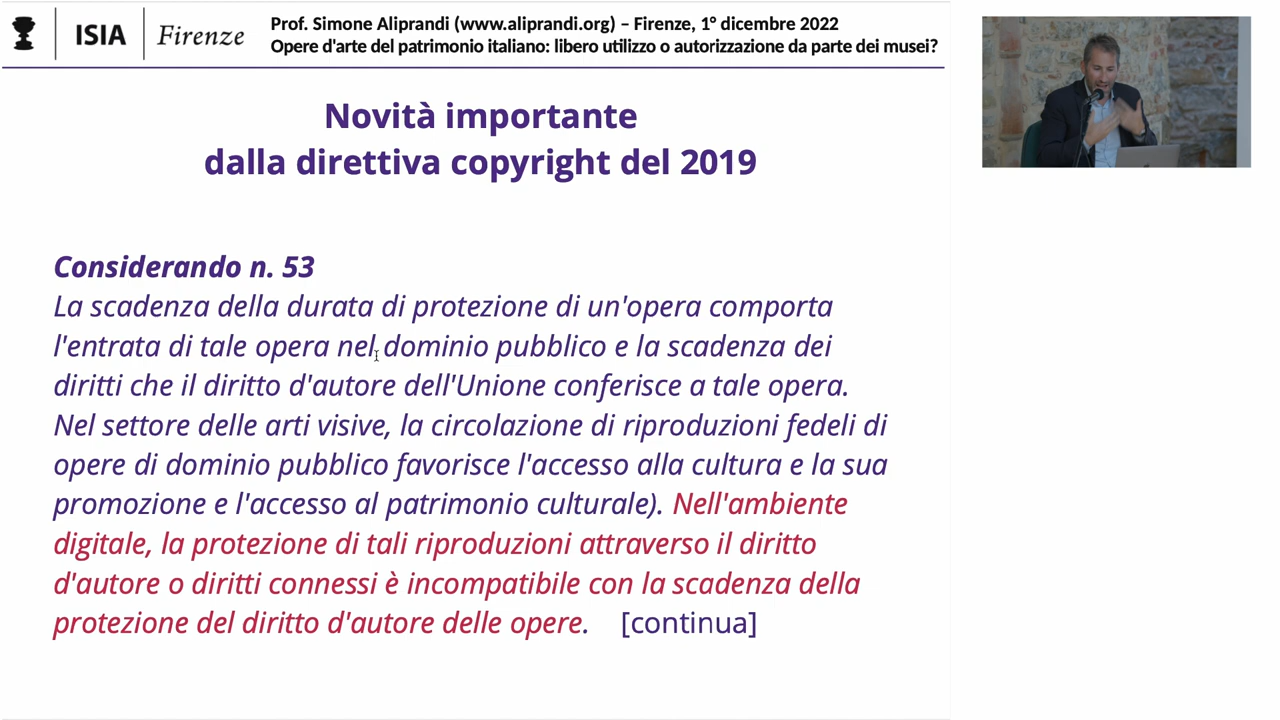 ISIA Firenze
Prof. Simone Aliprandi (www.aliprandi.org) – Firenze, 1° dicembre 2022
Opere d'arte del patrimonio italiano: libero utilizzo o autorizzazione da parte dei musei?
Novità importante
dalla direttiva copyright del 2019
Considerando n. 53
La scadenza della durata di protezione di un'opera comporta
l'entrata di tale opera nel dominio pubblico e la scadenza dei
diritti che il diritto d'autore dell'Unione conferisce a tale opera.
Nel settore delle arti visive, la circolazione di riproduzioni fedeli di
opere di dominio pubblico favorisce l'accesso alla cultura e la sua
promozione e l'accesso al patrimonio culturale). Nell'ambiente
digitale, la protezione di tali riproduzioni attraverso il diritto
d'autore o diritti connessi è incompatibile con la scadenza della
protezione del diritto d'autore delle opere. [continua]